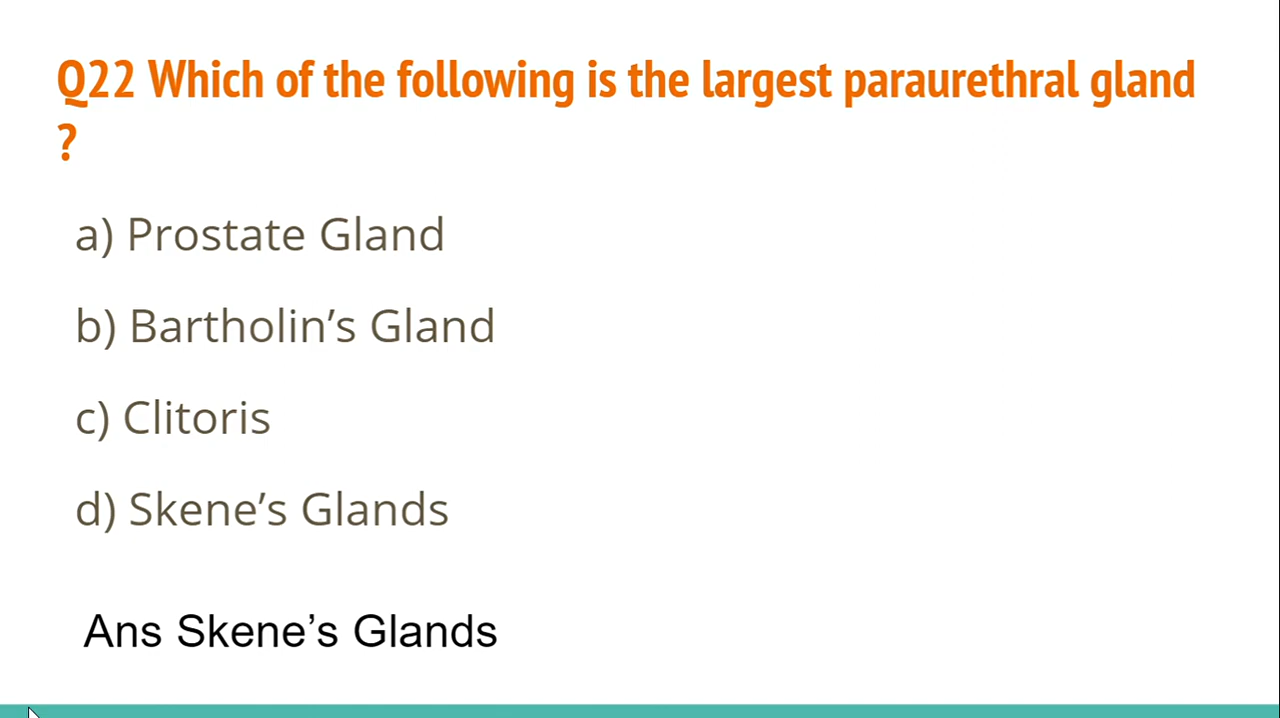 Q22 Which of the following is the largest paraurethral gland
?
a) Prostate Gland
b) Bartholin’s Gland
c) Clitoris
d) Skene’s Glands
Ans Skene’s Glands